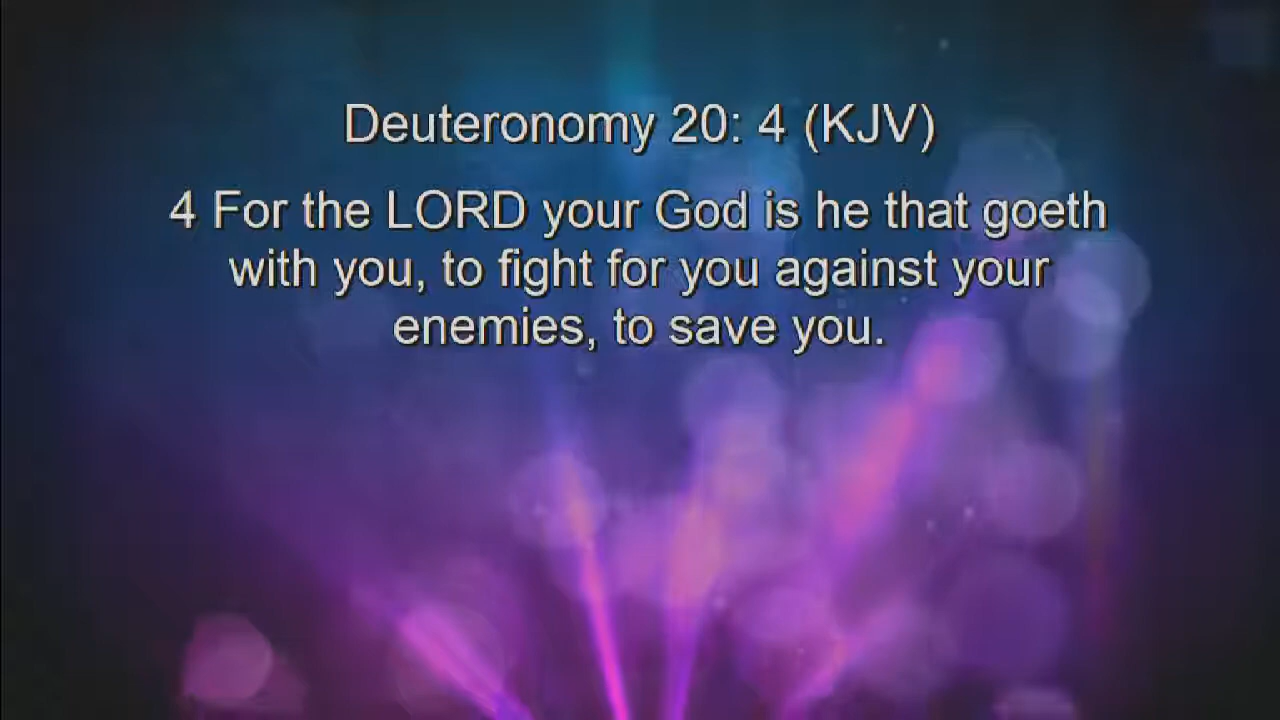 Deuteronomy 20: 4 (KJV)
4 For the LORD your God is he that goeth
with you, to fight for you against your
enemies, to save you.